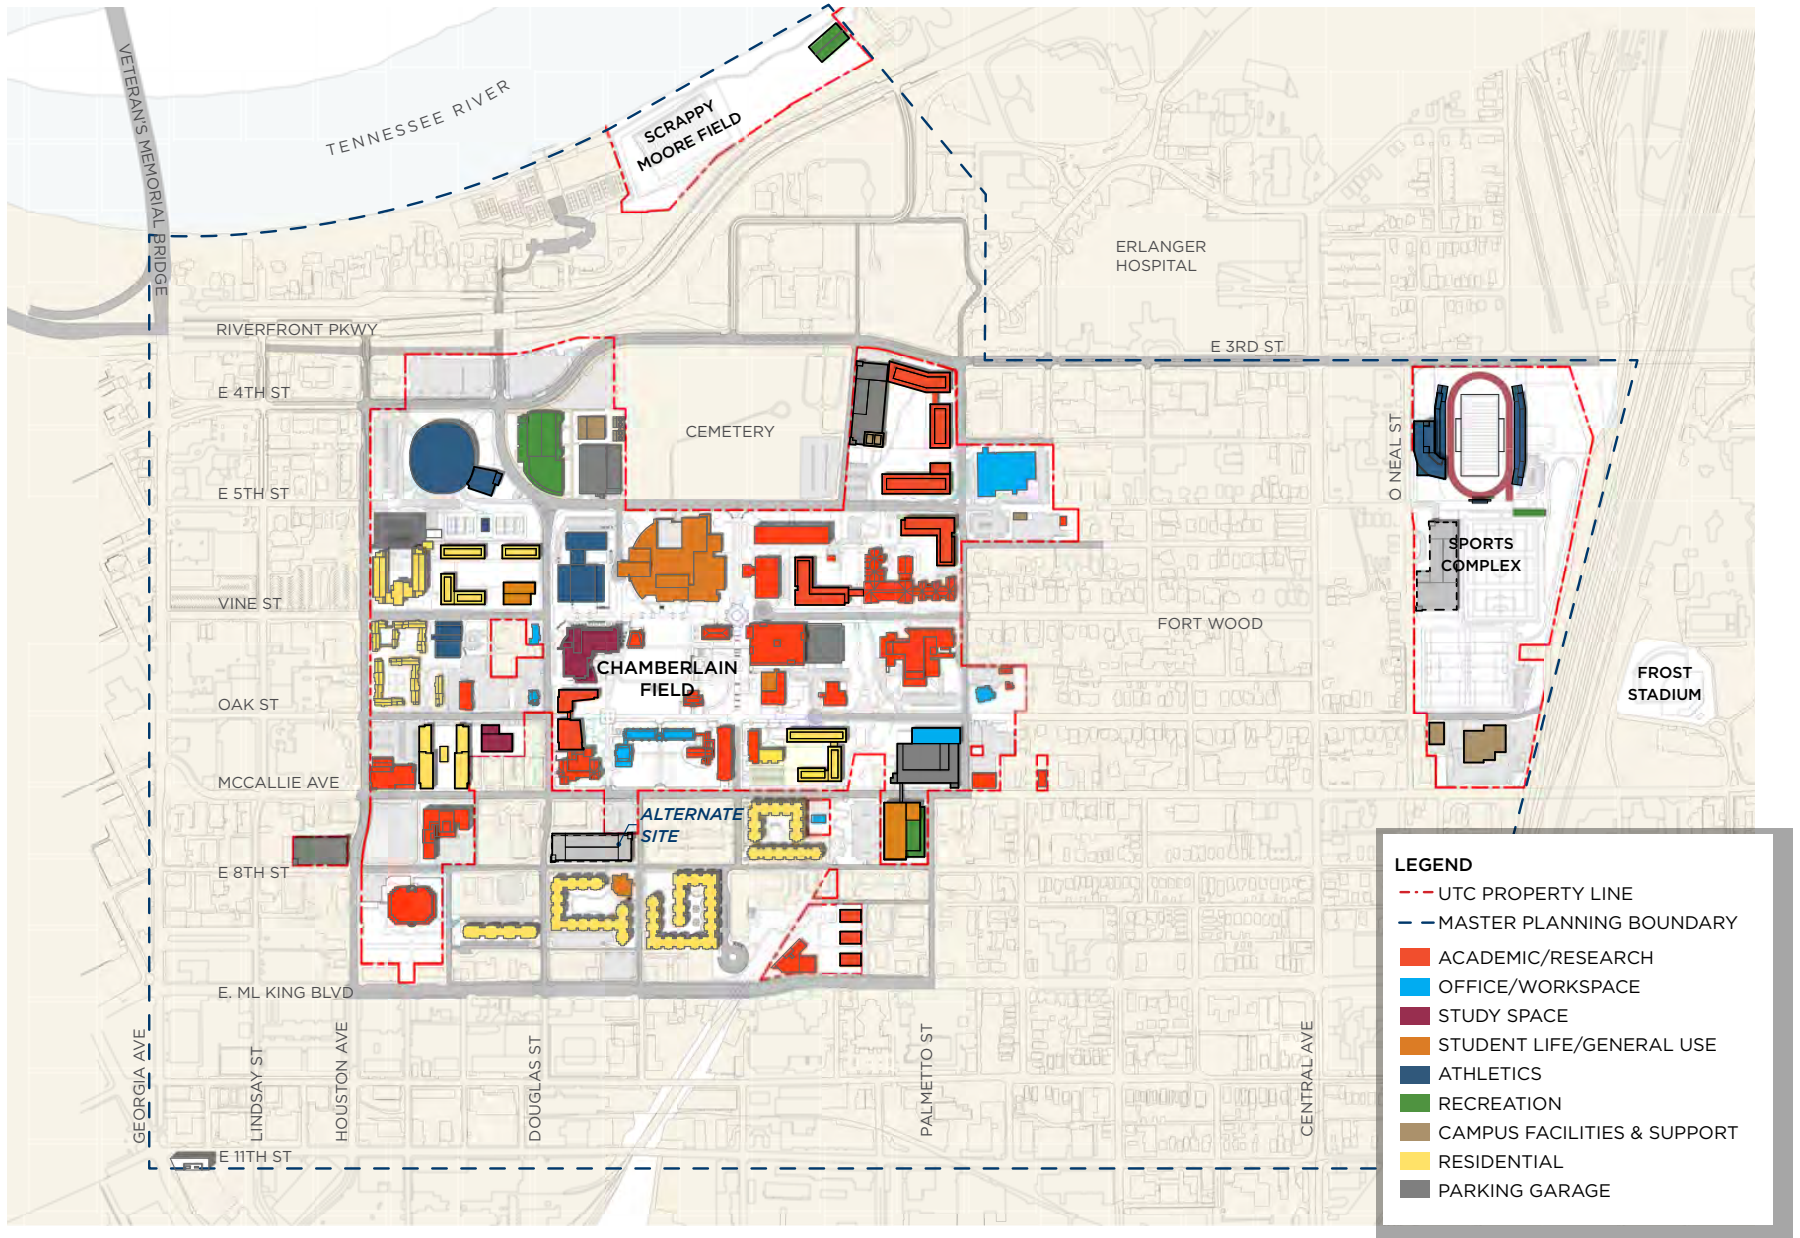 VETERAN'S MEMORIAL BRIDGE
TENNESSEE RIVER
SCRAPPY
MOORE FIELD
ERLANGER
HOSPITAL
RIVERFRONT PKWY
E 3RD ST
E 4TH ST
CEMETERY
O NEAL ST
E 5TH ST
SPORTS
COMPLEX
VINE ST
FORT WOOD
CHAMBERLAIN
FIELD
FROST
STADIUM
OAK ST
MCCALLIE AVE
ALTERNATE
SITE
E 8TH ST
E. ML KING BLVD
GEORGIA AVE
LINDSAY ST
HOUSTON AVE
DOUGLAS ST
PALMETTO ST
CENTRAL AVE
E 11TH ST
LEGEND
UTC PROPERTY LINE
MASTER PLANNING BOUNDARY
ACADEMIC/RESEARCH
OFFICE/WORKSPACE
STUDY SPACE
STUDENT LIFE/GENERAL USE
ATHLETICS
RECREATION
CAMPUS FACILITIES & SUPPORT
RESIDENTIAL
PARKING GARAGE